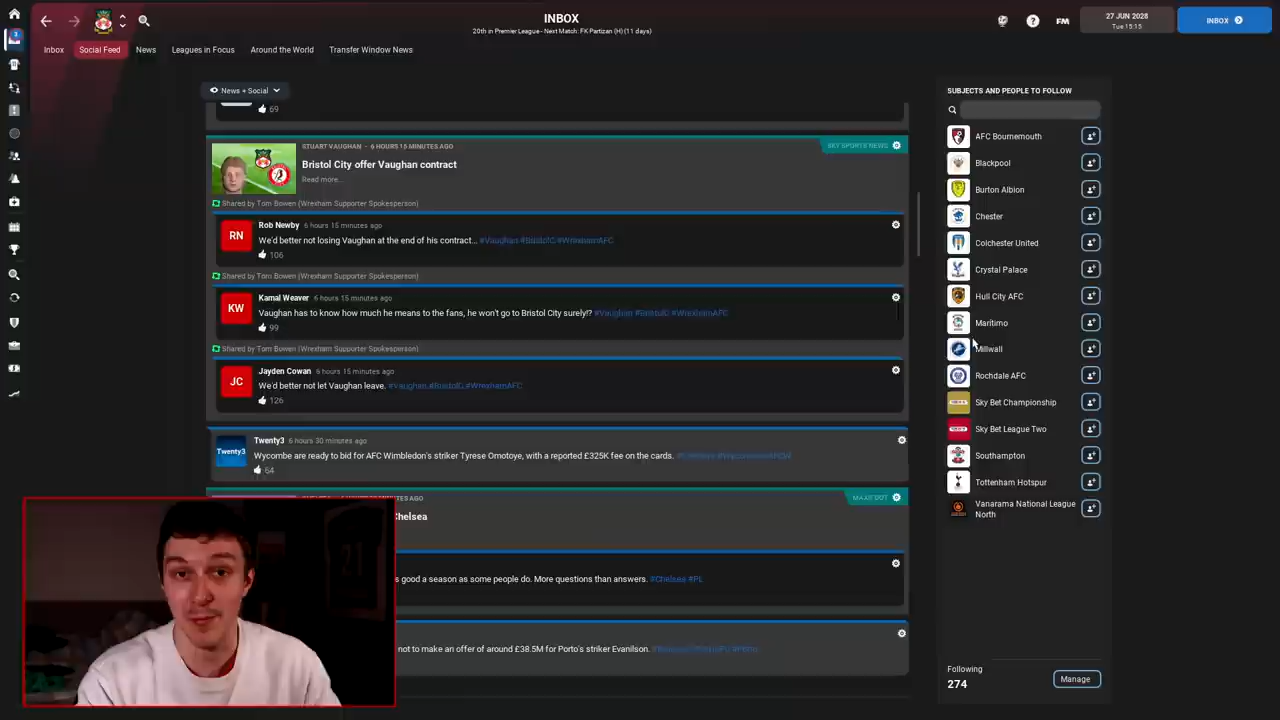 INBOX
20th in Premier League - Next Match: FK Partizan (H) (11 days)
3
FM
27 JUN 2028
Tue 15:15
INBOX
Inbox
Social Feed
News
Leagues in Focus
Around the World
Transfer Window News
News + Social
69
STUART VAUGHAN - 6 HOURS 15 MINUTES AGO
SKY SPORTS NEWS
Bristol City offer Vaughan contract
Read more...
Shared by Tom Bowen (Wrexham Supporter Spokesperson)
RN
Rob Newby 6 hours 15 minutes ago
We'd better not losing Vaughan at the end of his contract... #Vaughan #BristolC #WrexhamAFC
106
Shared by Tom Bowen (Wrexham Supporter Spokesperson)
KW
Kamal Weaver 6 hours 15 minutes ago
Vaughan has to know how much he means to the fans, he won't go to Bristol City surely!? #Vaughan #BristolC #WrexhamAFC
99
Shared by Tom Bowen (Wrexham Supporter Spokesperson)
JC
Jayden Cowan 6 hours 15 minutes ago
We'd better not let Vaughan leave. #Vaughan #BristolC #WrexhamAFC
126
Twenty3
Twenty3 6 hours 30 minutes ago
Wycombe are ready to bid for AFC Wimbledon's striker Tyrese Omotoye, with a reported £325K fee on the cards.
64
MINUTES AGO
Chelsea
s good a season as some people do. More questions than answers. #Chelsea #PL
not to make an offer of around £38.5M for Porto's striker Evanilson.
SUBJECTS AND PEOPLE TO FOLLOW
AFC Bournemouth
Blackpool
Burton Albion
Chester
Colchester United
Crystal Palace
Hull City AFC
Marítimo
Millwall
Rochdale AFC
Sky Bet Championship
Sky Bet League Two
Southampton
Tottenham Hotspur
Vanarama National League
North
Following
274
Manage
21